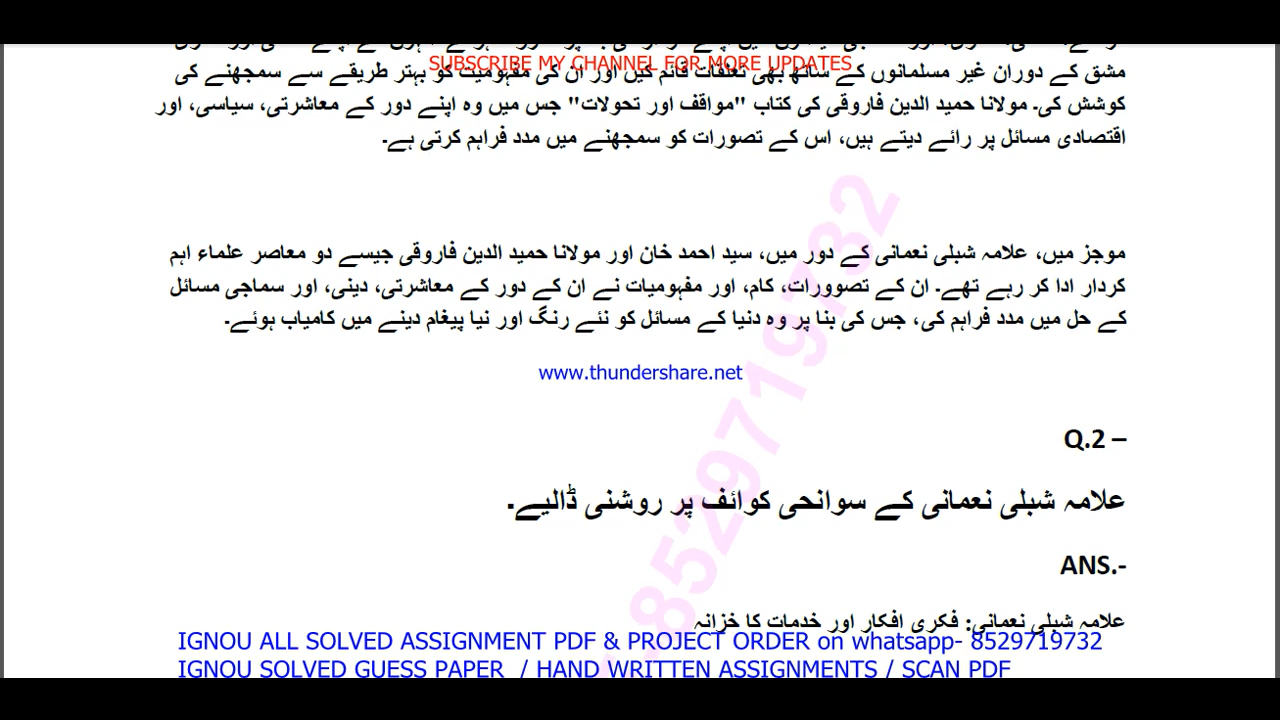 SUBSCRIBE MY CHANNEL FOR MORE UPDATES
مشق کے دوران غیر مسلمانوں کے ساتھ بھی تعلقات قائم کیں اور ان کی مفہومیت کو بہتر طریقے سے سمجھنے کی
کوشش کی۔ مولانا حمید الدین فاروقی کی کتاب "مواقف اور تحولات" جس میں وہ اپنے دور کے معاشرتی، سیاسی، اور
اقتصادی مسائل پر رائے دیتے ہیں، اس کے تصورات کو سمجھنے میں مدد فراہم کرتی ہے۔
موجز میں، علامہ شبلی نعمانی کے دور میں، سید احمد خان اور مولانا حمید الدین فاروقی جیسے دو معاصر علماء اہم
کردار ادا کر رہے تھے۔ ان کے تصوورات، کام، اور مفہومیات نے ان کے دور کے معاشرتی، دینی، اور سماجی مسائل
کے حل میں مدد فراہم کی، جس کی بنا پر وہ دنیا کے مسائل کو نئے رنگ اور نیا پیغام دینے میں کامیاب ہوئے۔
www.thundershare.net
Q.2 –
علامہ شبلی نعمانی کے سوانحی کوائف پر روشنی ڈالیے۔
ANS.-
علامہ شبلی نعمانی: فکری افکار اور خدمات کا خزانہ
IGNOU ALL SOLVED ASSIGNMENT PDF & PROJECT ORDER on whatsapp- 8529719732
IGNOU SOLVED GUESS PAPER / HAND WRITTEN ASSIGNMENTS / SCAN PDF
8529719732